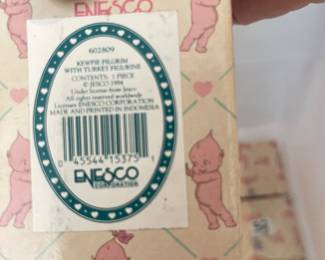 ENESCO
602809
KEWPIE PILGRIM
WITH TURKEY FIGURINE
CONTENTS: 1 PIECE
© JESCO 1994
Under license from Jesco
All rights reserved worldwide
Licensee ENESCO CORPORATION
MADE AND PRINTED IN INDONESIA
0 45544 15375 1
ENESCO
CORPORATION